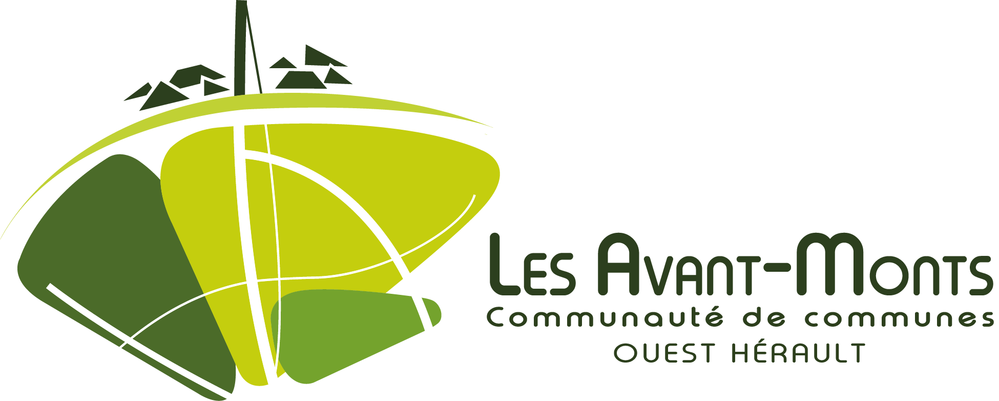 Les Avant-Monts
Communauté de communes
OUEST HÉRAULT